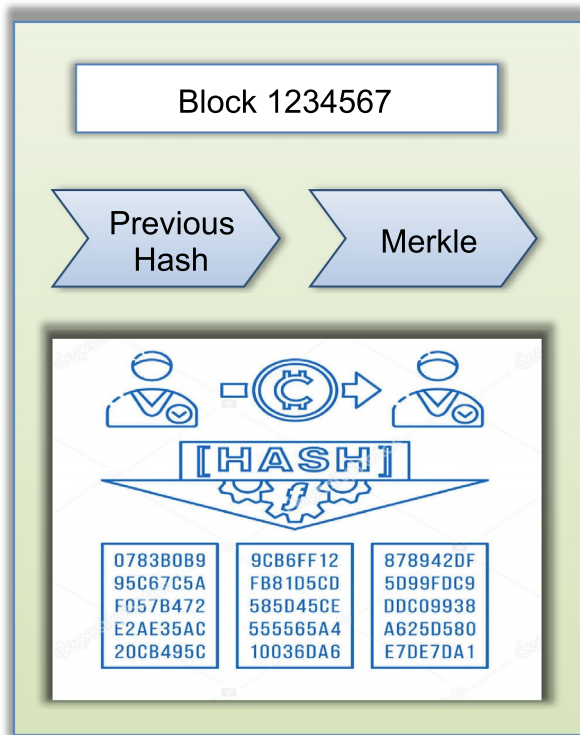 Block 1234567
Previous
Hash
Merkle
[HASH]
f
0783B0B9
95C67C5A
F057B472
E2AE35AC
20CB495C
9CB6FF12
FB81D5CD
585D45CE
555565A4
10036DA6
878942DF
5D99FDC9
DDC09938
A625D580
E7DE7DA1